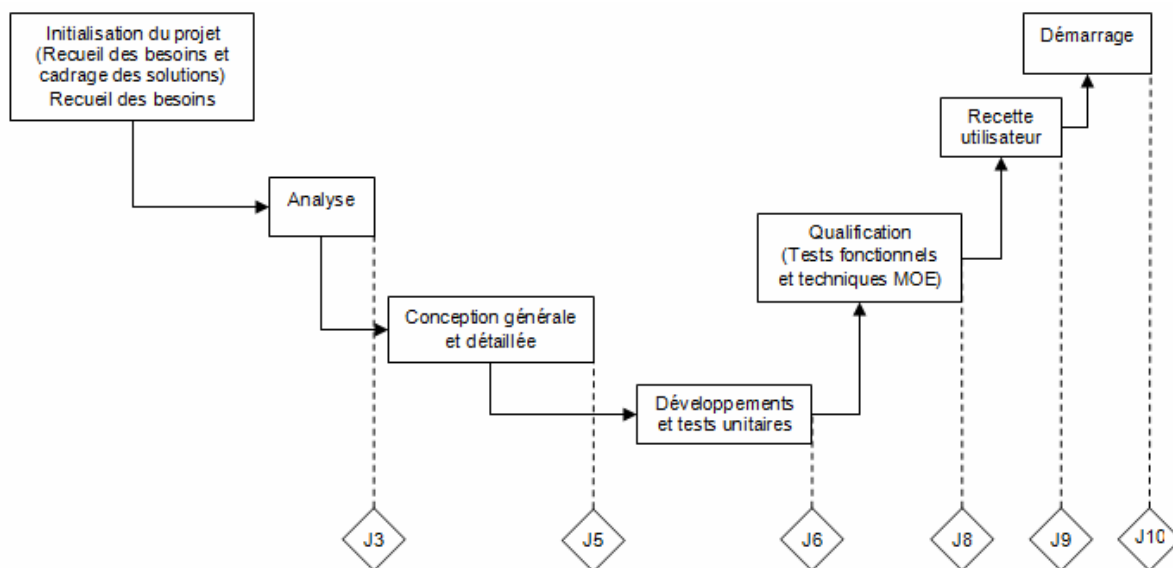 Initialisation du projet
(Recueil des besoins et
cadrage des solutions)
Recueil des besoins
Démarrage
Recette
utilisateur
Analyse
Qualification
(Tests fonctionnels
et techniques MOE)
Conception générale
et détaillée
Développements
et tests unitaires
J3
J5
J6
J8
J9
J10